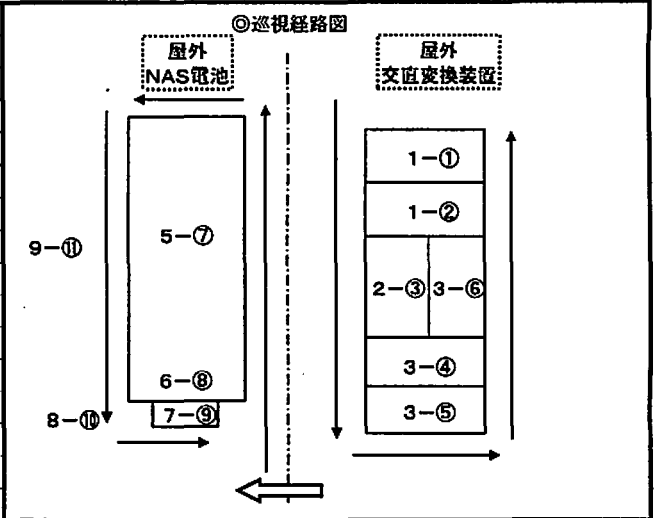 ◎巡視経路図
屋外
NAS電池
屋外
交直変換装置
1-①
1-②
5-⑦
9-⑪
2-③
3-⑥
6-⑧
3-④
7-⑨
8-⑩
3-⑤